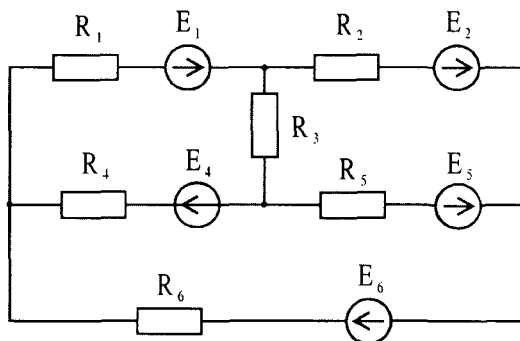 R₁ E₁ R₂ E₂
R₃
R₄ E₄ R₅ E₅
R₆ E₆